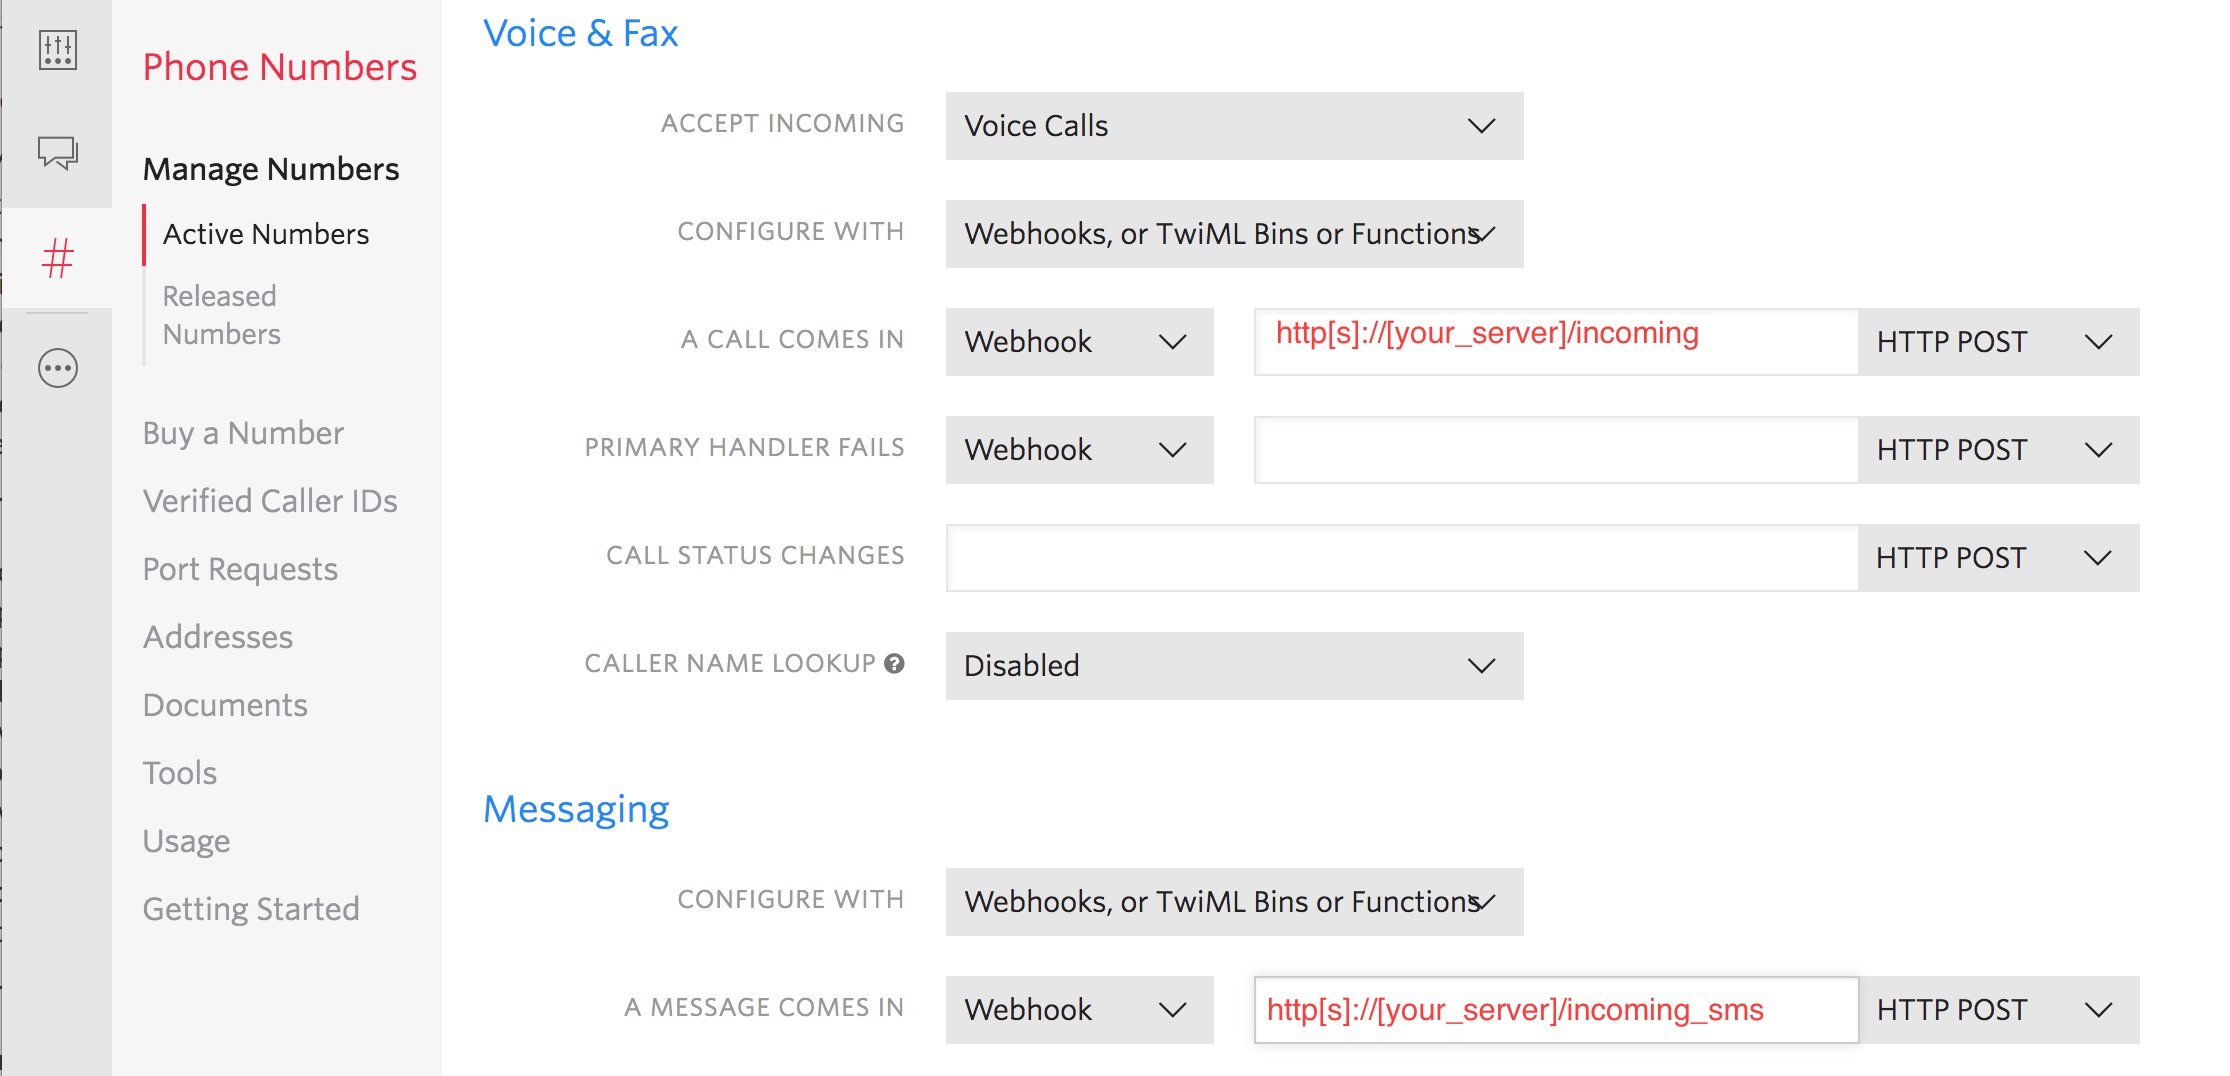 Phone Numbers
Manage Numbers
Active Numbers
Released
Numbers
Buy a Number
Verified Caller IDs
Port Requests
Addresses
Documents
Tools
Usage
Getting Started
Voice & Fax
ACCEPT INCOMING Voice Calls
CONFIGURE WITH Webhooks, or TwiML Bins or Functions
A CALL COMES IN Webhook http[s]://[your_server]/incoming HTTP POST
PRIMARY HANDLER FAILS Webhook HTTP POST
CALL STATUS CHANGES HTTP POST
CALLER NAME LOOKUP ? Disabled
Messaging
CONFIGURE WITH Webhooks, or TwiML Bins or Functions
A MESSAGE COMES IN Webhook http[s]://[your_server]/incoming_sms HTTP POST